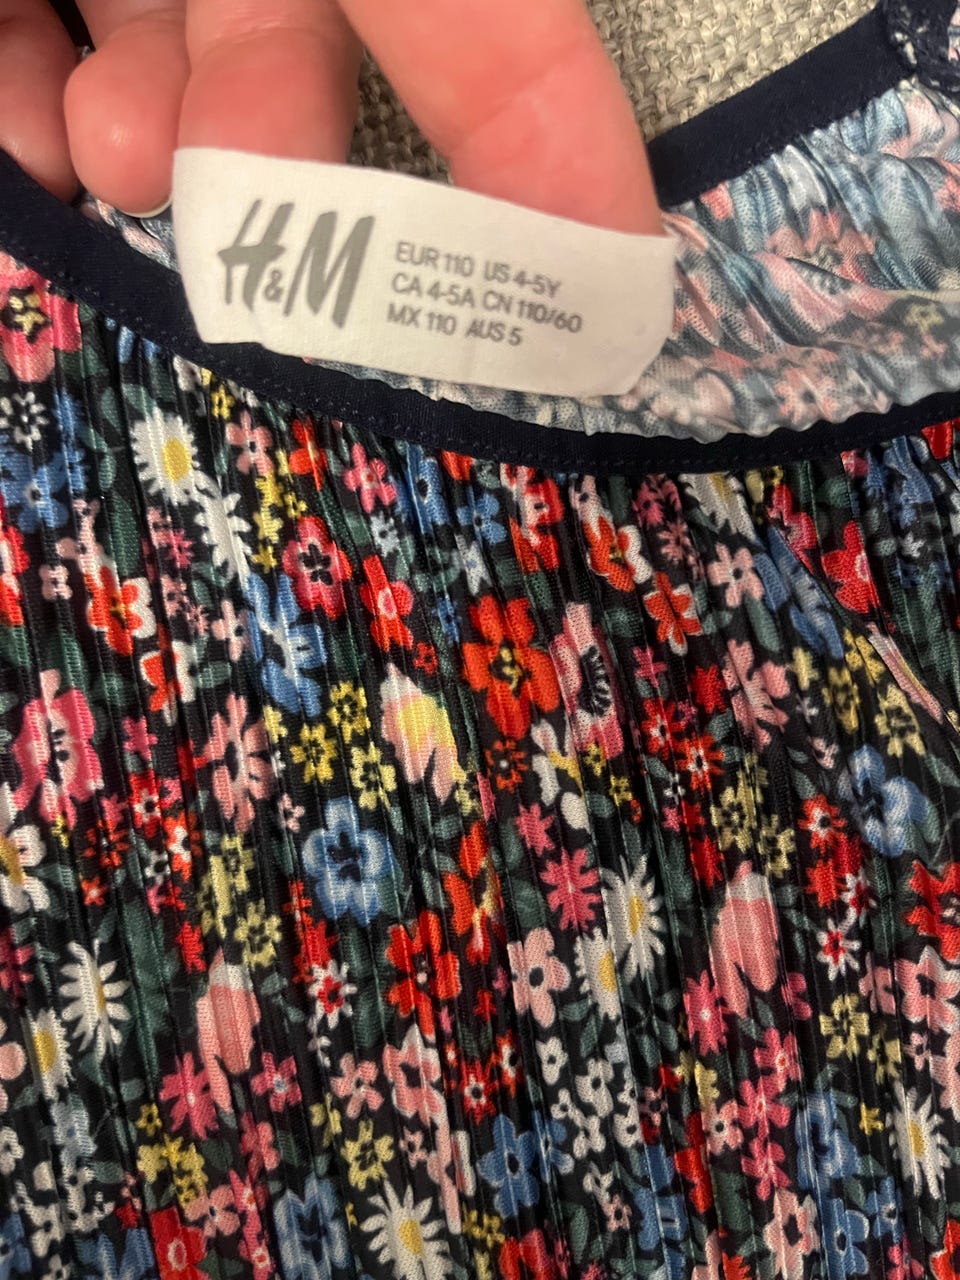 H&M
EUR 110 US 4-5Y
CA 4-5A CN 110/60
MX 110 AUS 5